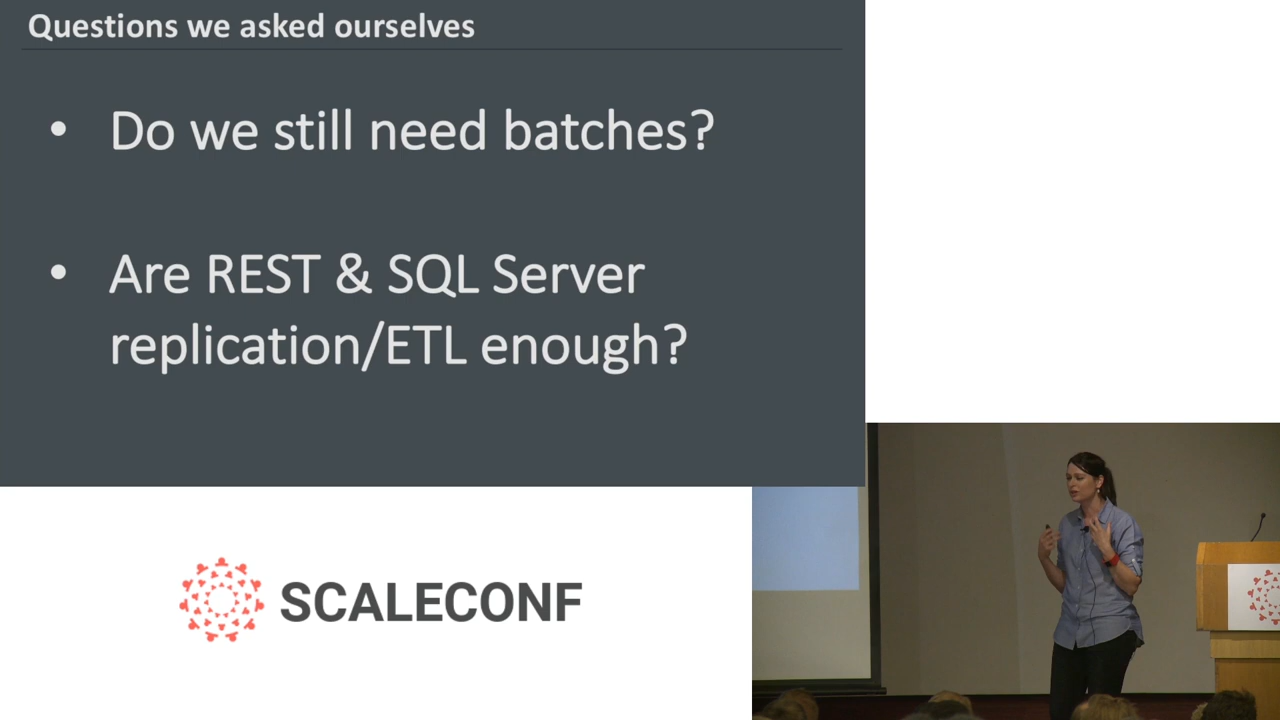 Questions we asked ourselves
• Do we still need batches?
• Are REST & SQL Server
replication/ETL enough?
SCALECONF